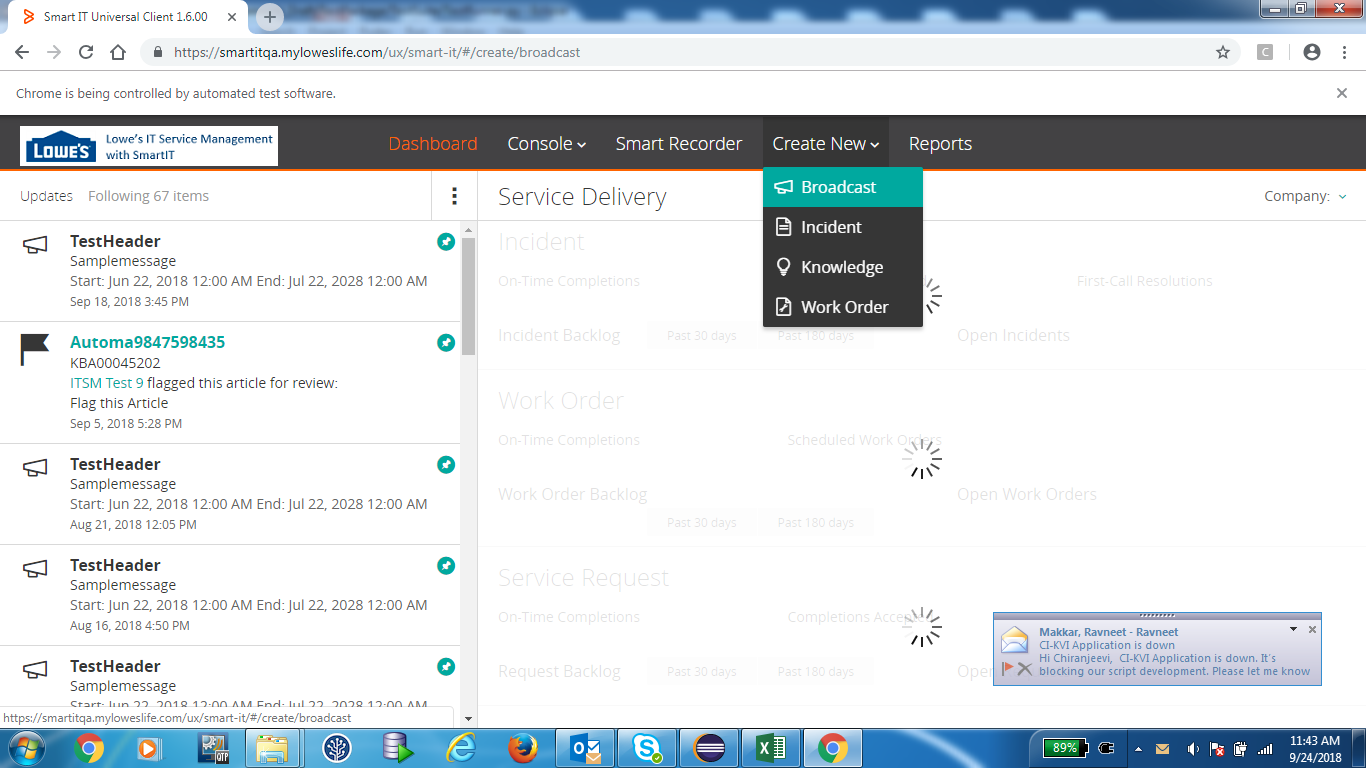 Smart IT Universal Client 1.6.00
https://smartitqa.myloweslife.com/ux/smart-it/#/create/broadcast
C
Chrome is being controlled by automated test software.
LOWE'S
Lowe's IT Service Management
with SmartIT
Dashboard Console Smart Recorder Create New Reports
Broadcast
Incident
Knowledge
Work Order
Updates Following 67 items
TestHeader
Samplemessage
Start: Jun 22, 2018 12:00 AM End: Jul 22, 2028 12:00 AM
Sep 18, 2018 3:45 PM
Automa9847598435
KBA00045202
ITSM Test 9 flagged this article for review:
Flag this Article
Sep 5, 2018 5:28 PM
TestHeader
Samplemessage
Start: Jun 22, 2018 12:00 AM End: Jul 22, 2028 12:00 AM
Aug 21, 2018 12:05 PM
TestHeader
Samplemessage
Start: Jun 22, 2018 12:00 AM End: Jul 22, 2028 12:00 AM
Aug 16, 2018 4:50 PM
TestHeader
Samplemessage
Start: Jun 22, 2018 12:00 AM End: Jul 22, 2028 12:00 AM
https://smartitqa.myloweslife.com/ux/smart-it/#/create/broadcast
Service Delivery
Company:
Incident
On-Time Completions First-Call Resolutions
Incident Backlog Past 30 days Past 180 days Open Incidents
Work Order
On-Time Completions Scheduled Work Orders
Work Order Backlog Open Work Orders
Past 30 days Past 180 days
Service Request
On-Time Completions Completions
Request Backlog Past 30 days Past 180 days
Makkar, Ravneet - Ravneet
CI-KVI Application is down
Hi Chiranjeevi, CI-KVI Application is down. It's
blocking our script development. Please let me know
QTP
89%
11:43 AM
9/24/2018